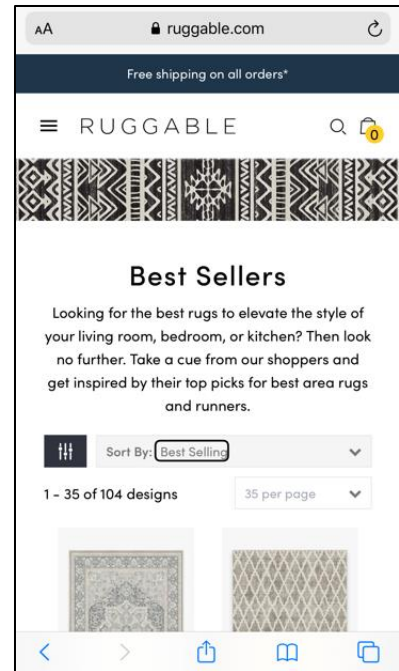 AA
ruggable.com
Free shipping on all orders*
RUGGABLE
0
Best Sellers
Looking for the best rugs to elevate the style of
your living room, bedroom, or kitchen? Then look
no further. Take a cue from our shoppers and
get inspired by their top picks for best area rugs
and runners.
Sort By: Best Selling
1 - 35 of 104 designs
35 per page